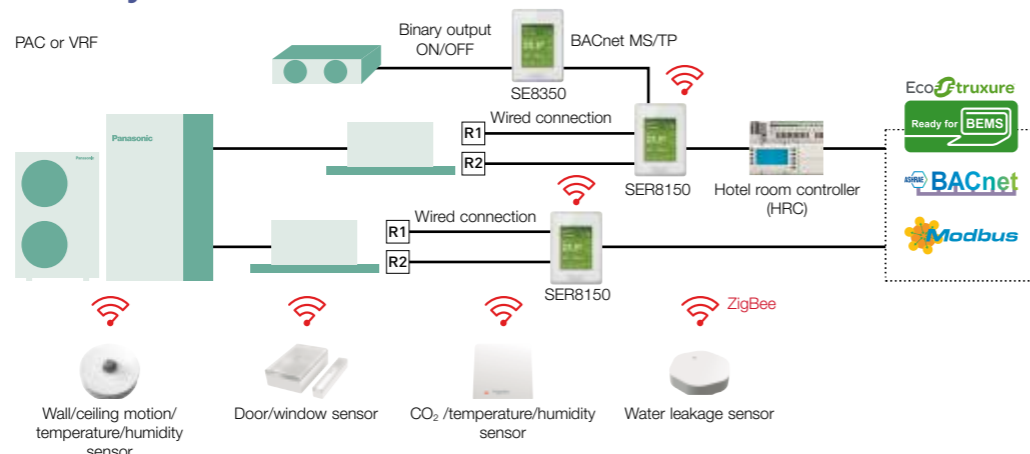 PAC or VRF
Binary output
ON/OFF
BACnet MS/TP
SE8350
Wired connection
R1
R2
SER8150
Hotel room controller
(HRC)
EcoStruxure
Ready for BEMS
ASHRAE BACnet
Modbus
Panasonic
Panasonic
Wired connection
R1
R2
SER8150
ZigBee
Wall/ceiling motion/
temperature/humidity
sensor
Door/window sensor
CO₂ /temperature/humidity
sensor
Water leakage sensor